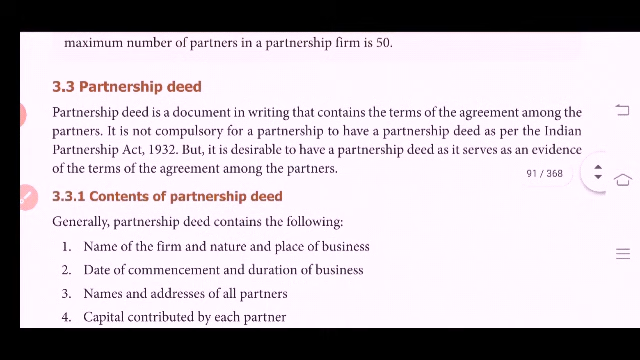 maximum number of partners in a partnership firm is 50.
3.3 Partnership deed
Partnership deed is a document in writing that contains the terms of the agreement among the
partners. It is not compulsory for a partnership to have a partnership deed as per the Indian
Partnership Act, 1932. But, it is desirable to have a partnership deed as it serves as an evidence
of the terms of the agreement among the partners.
91 / 368
3.3.1 Contents of partnership deed
Generally, partnership deed contains the following:
1. Name of the firm and nature and place of business
2. Date of commencement and duration of business
3. Names and addresses of all partners
4. Capital contributed by each partner